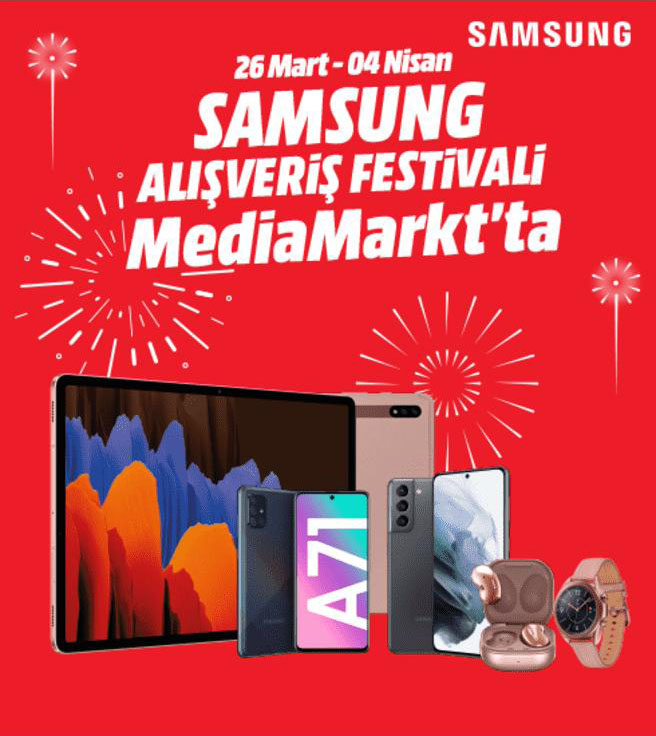 SAMSUNG
26 Mart - 04 Nisan
SAMSUNG
ALIŞVERİŞ FESTİVALİ
MediaMarkt'ta
A71